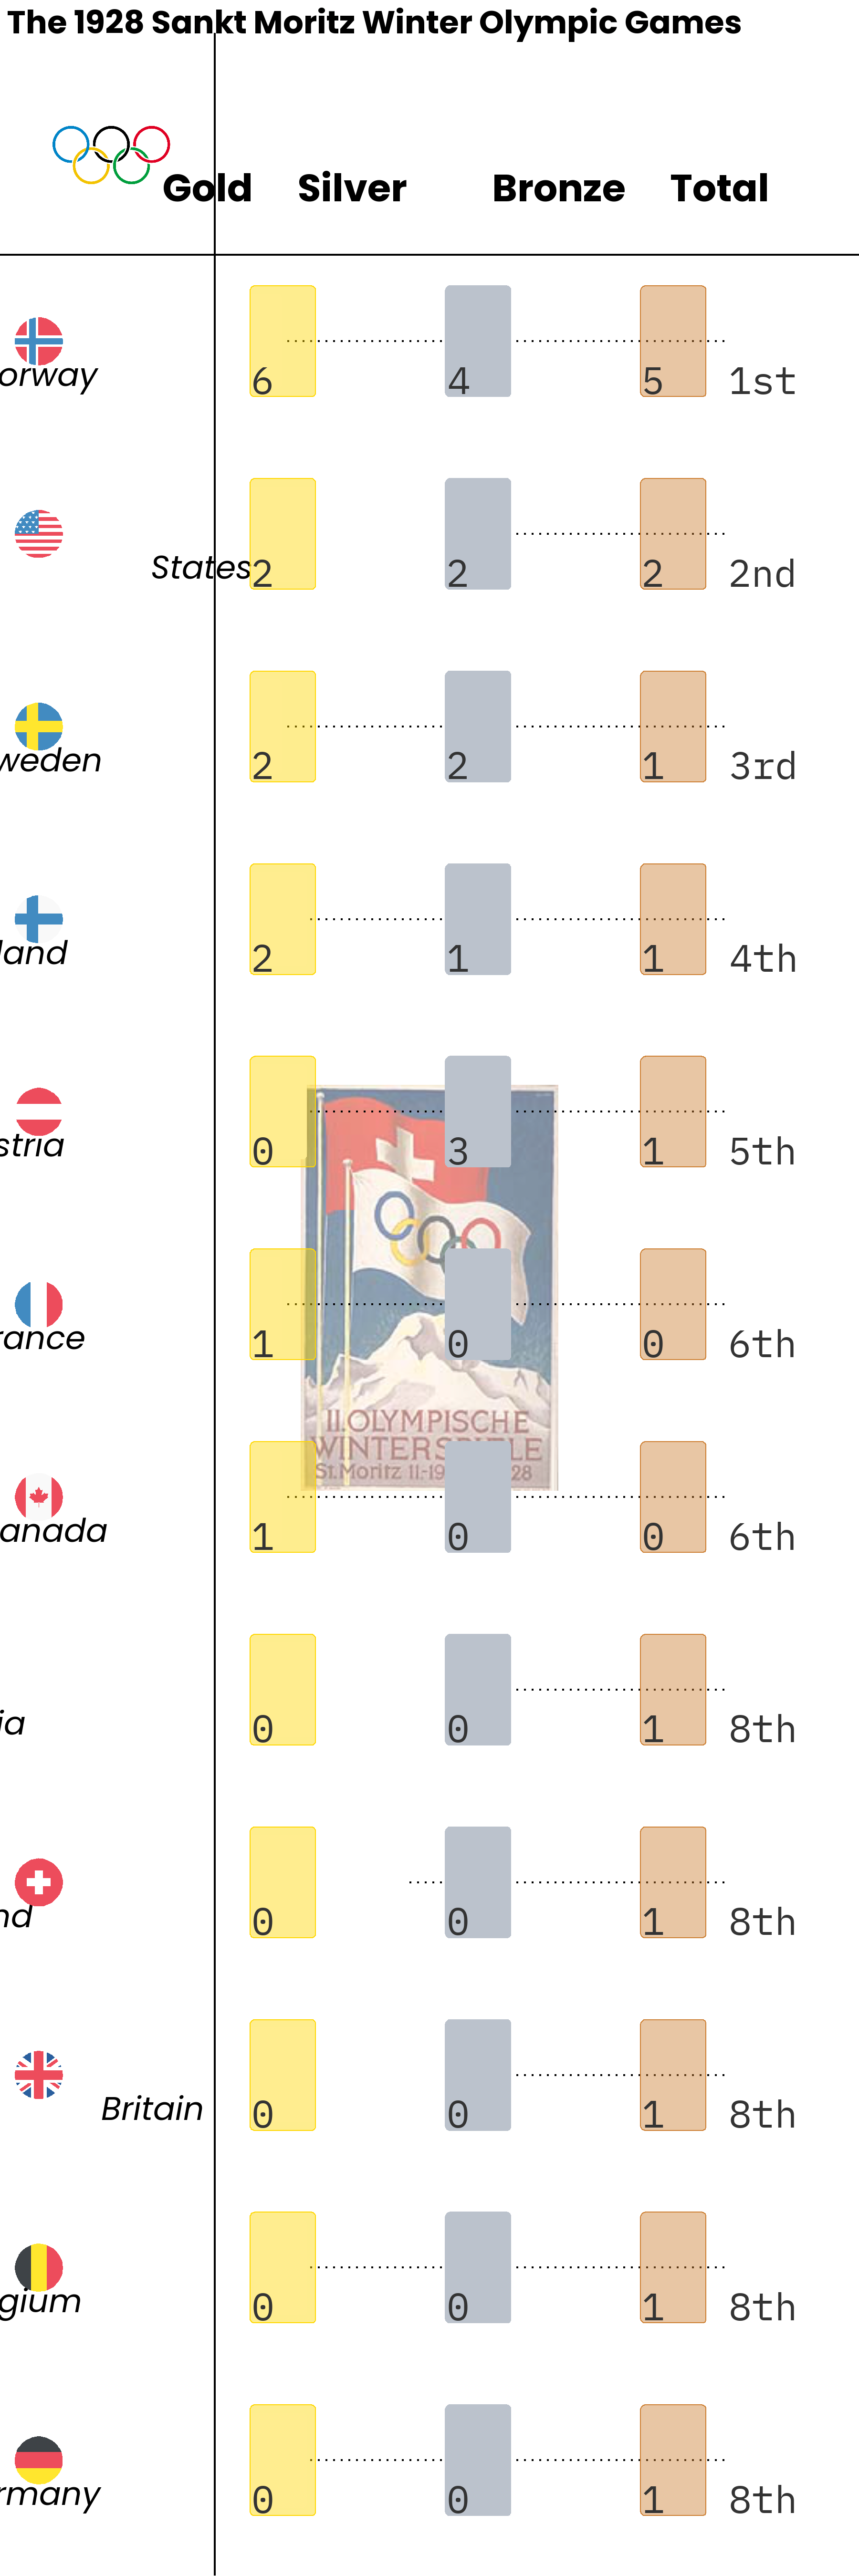 The 1928 Sankt Moritz Winter Olympic Games
Gold Silver Bronze Total
orway 6 4 5 1st
States 2 2 2 2nd
weden 2 2 1 3rd
land 2 1 1 4th
stria 0 3 1 5th
rance 1 0 0 6th
II. OLYMPISCHE
WINTERSPIELE
St. Moritz 11.-19 28
anada 1 0 0 6th
ia 0 0 1 8th
nd 0 0 1 8th
Britain 0 0 1 8th
gium 0 0 1 8th
rmany 0 0 1 8th